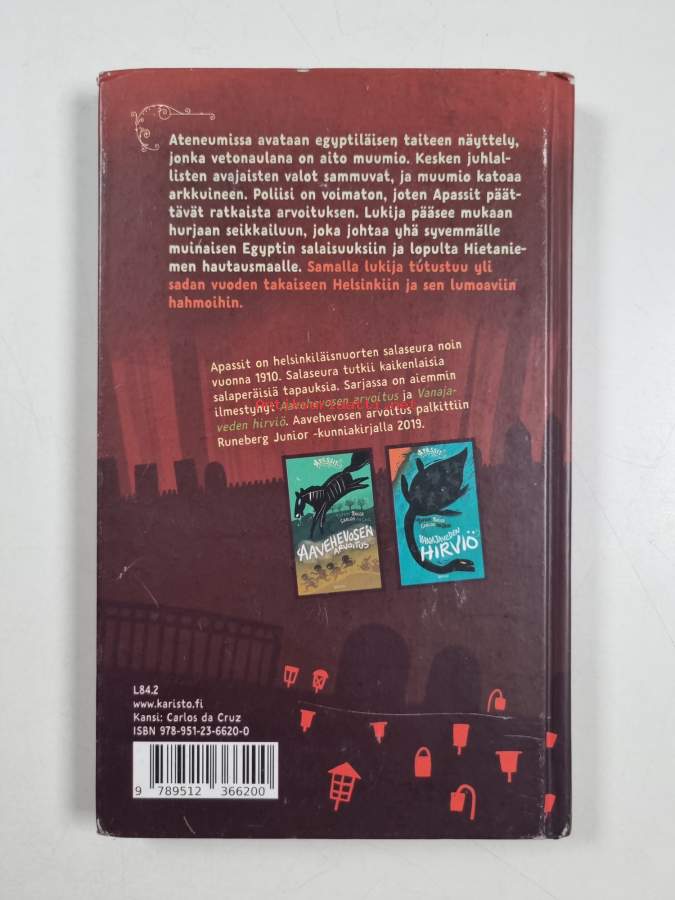 Ateneumissa avataan egyptiläisen taiteen näyttely,
jonka vetonaulana on aito muumio. Kesken juhlal-
listen avajaisten valot sammuvat, ja muumio katoaa
arkkuineen. Poliisi on voimaton, joten Apassit päät-
tävät ratkaista arvoituksen. Lukija pääsee mukaan
hurjaan seikkailuun, joka johtaa yhä syvemmälle
muinaisen Egyptin salaisuuksiin ja lopulta Hietanie-
men hautausmaalle. Samalla lukija tutustuu yli
sadan vuoden takaiseen Helsinkiin ja sen lumoaviin
hahmoihin.
Apassit on helsinkiläisnuorten salaseura noin
vuonna 1910. Salaseura tutkii kaikenlaisia
salaperäisiä tapauksia. Sarjassa on aiemmin
ilmestynyt Aavehevosen arvoitus ja Vanaja-
veden hirviö. Aavehevosen arvoitus palkittiin
Runeberg Junior -kunniakirjalla 2019.
APASSIT
AAVEHEVOSEN
ARVOITUS
APASSIT
VANAJAVEDEN
HIRVIÖ
L84.2
www.karisto.fi
Kansi: Carlos da Cruz
ISBN 978-951-23-6620-0
9 789512 366200